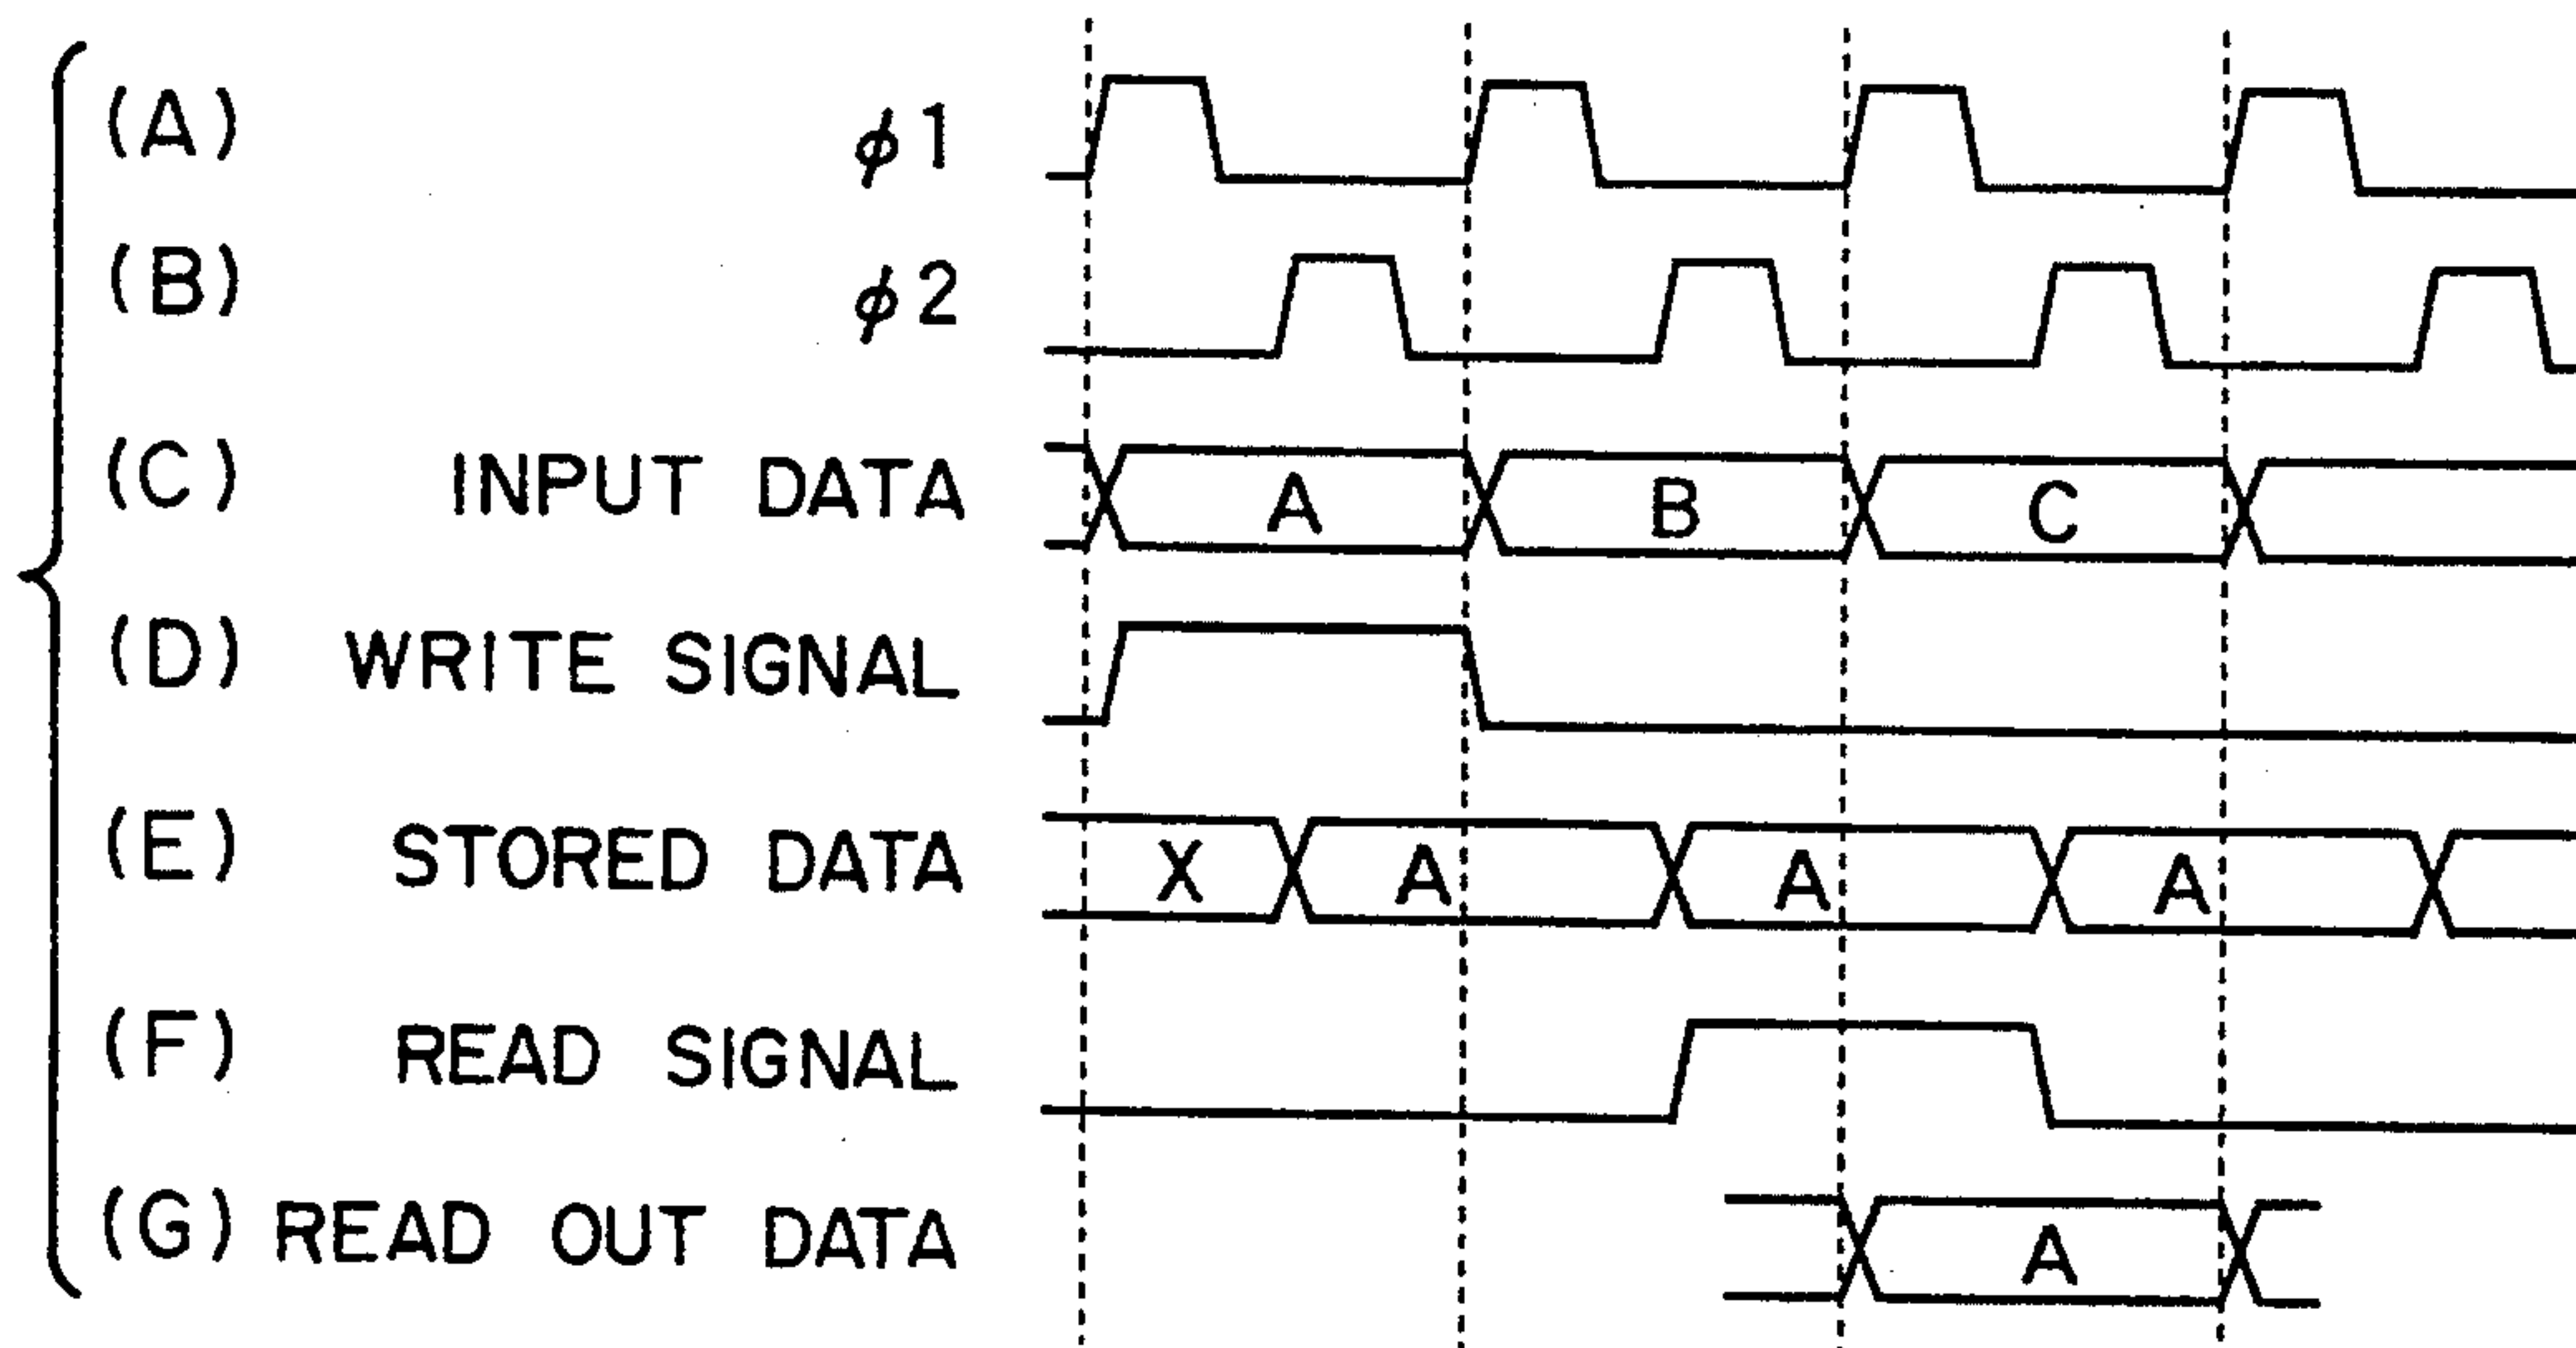 (A) φ1
(B) φ2
(C) INPUT DATA A B C
(D) WRITE SIGNAL
(E) STORED DATA X A A A
(F) READ SIGNAL
(G) READ OUT DATA A